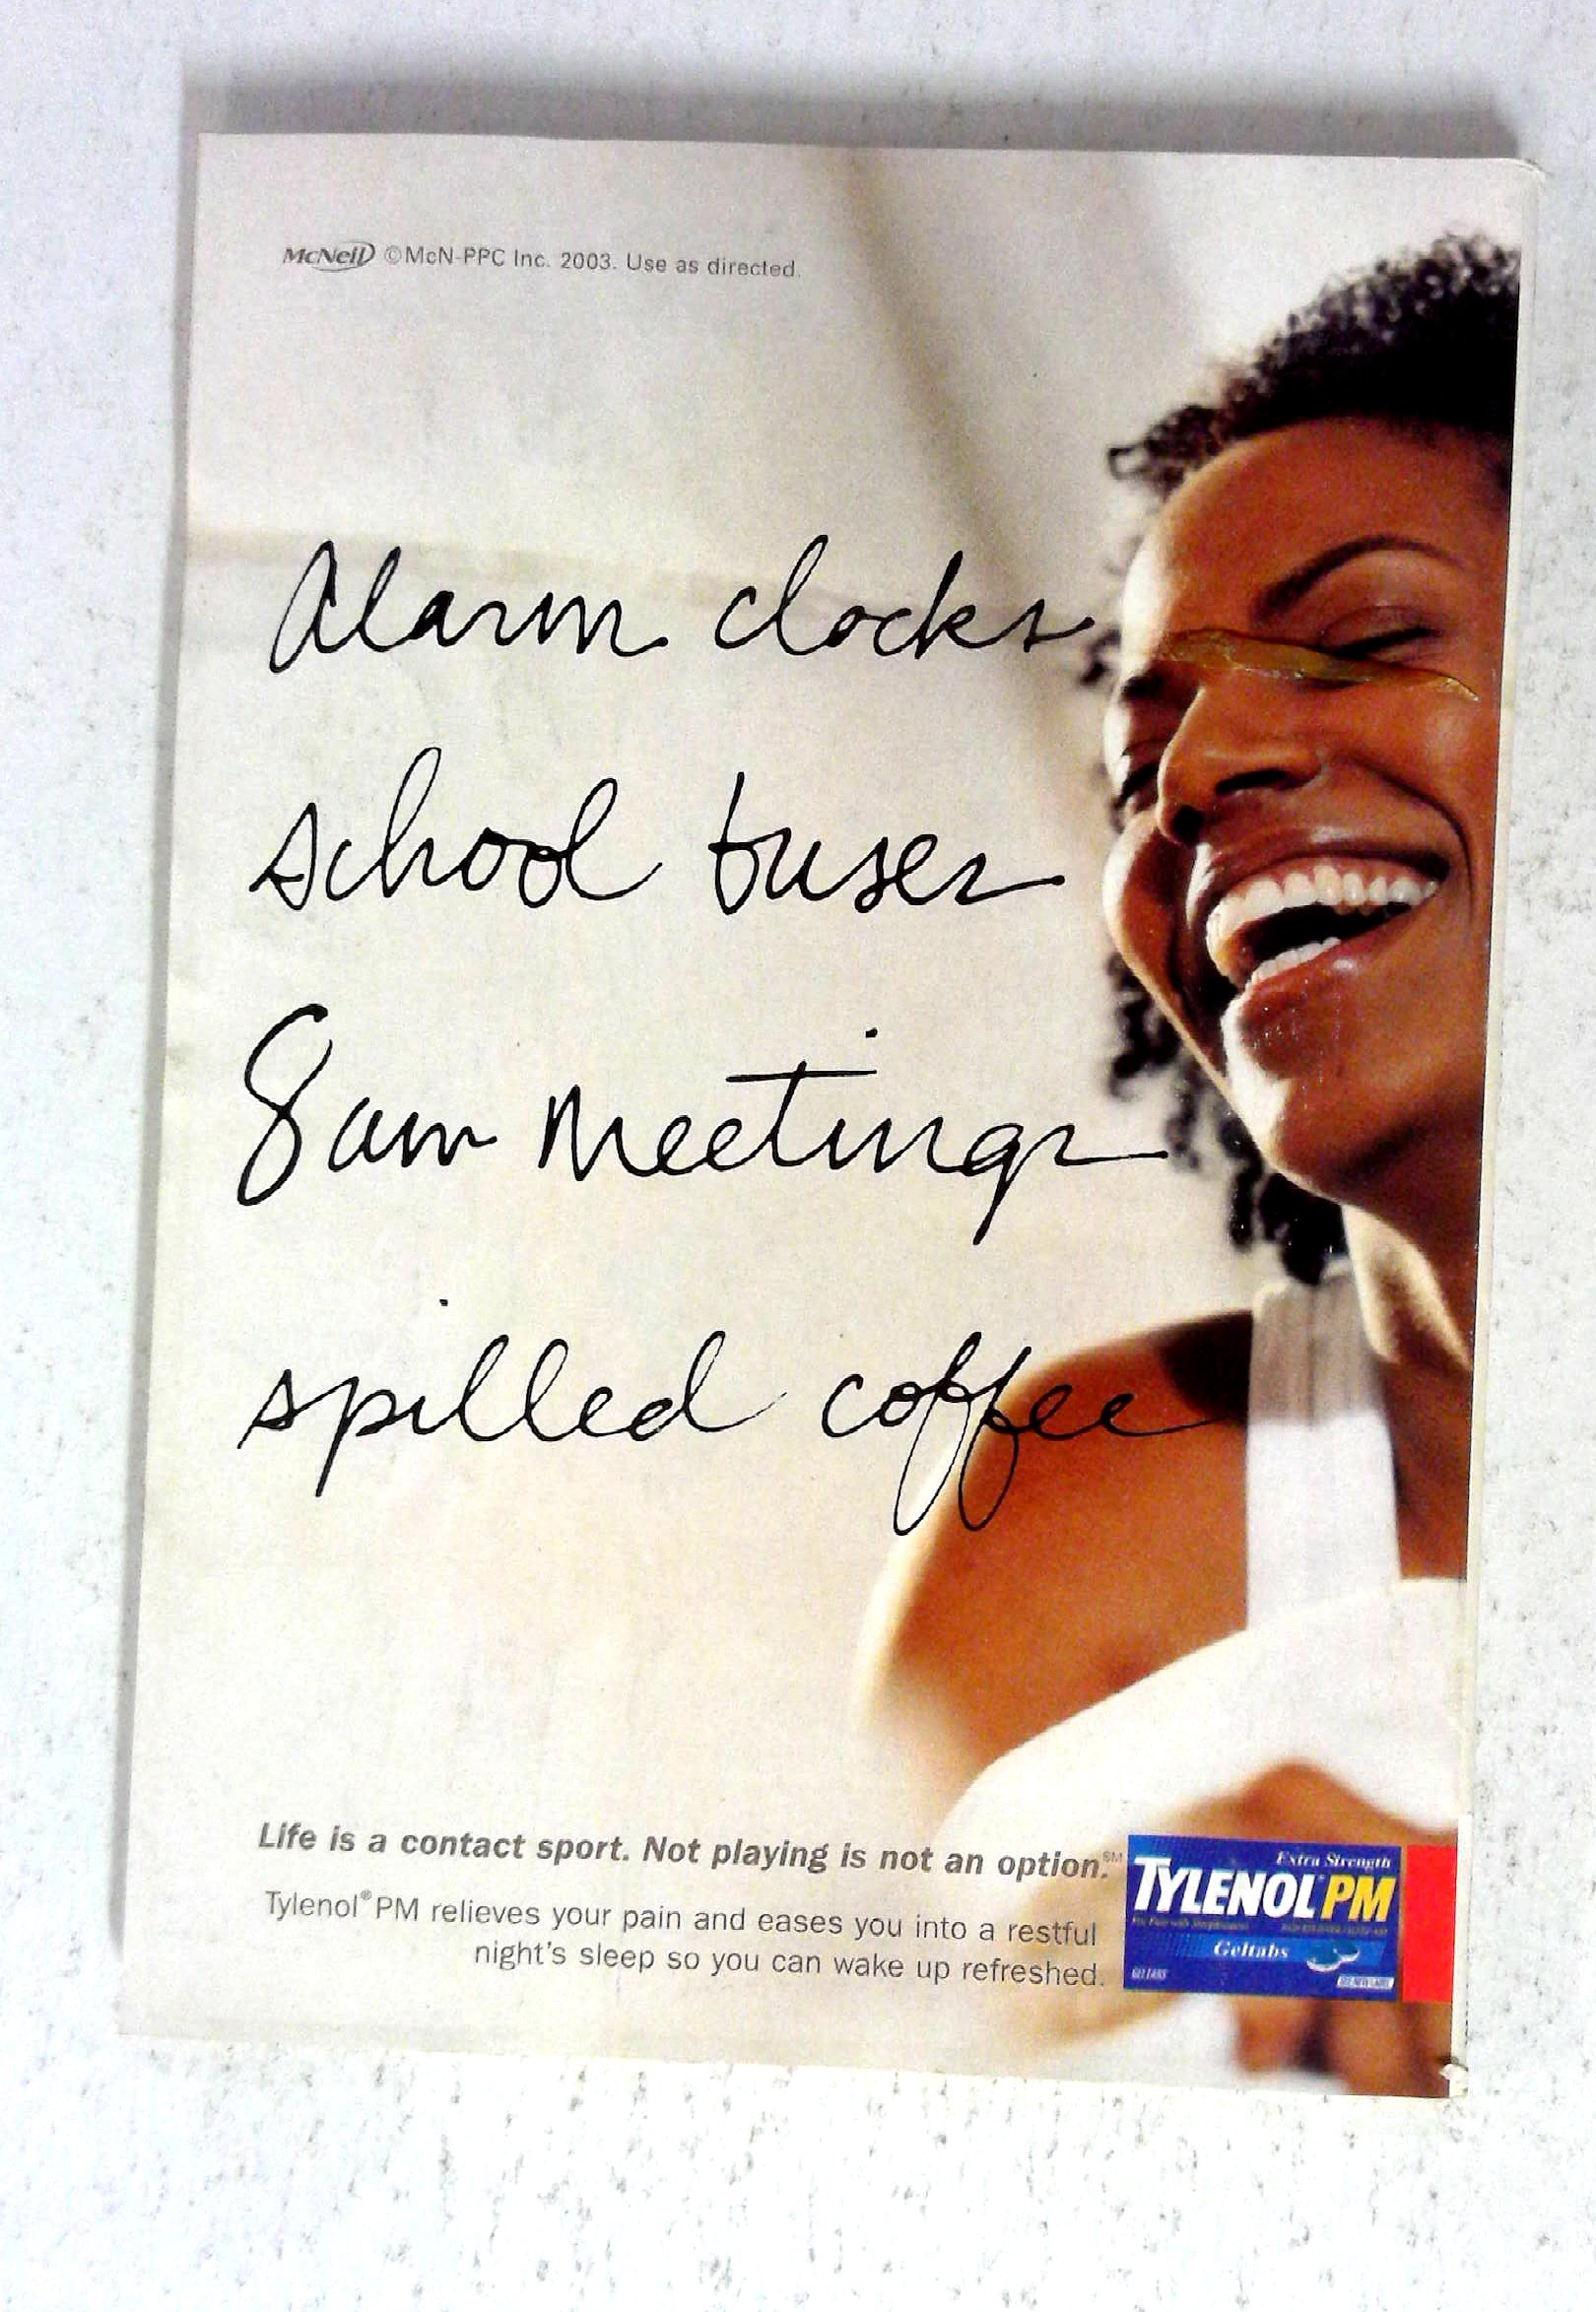 McNeil ©McN-PPC Inc. 2003. Use as directed.
Alarm clocks
school buses
8am meetings
spilled coffee
Life is a contact sport. Not playing is not an option.℠
Tylenol® PM relieves your pain and eases you into a restful
night's sleep so you can wake up refreshed.
Extra Strength
TYLENOL PM
Geltabs